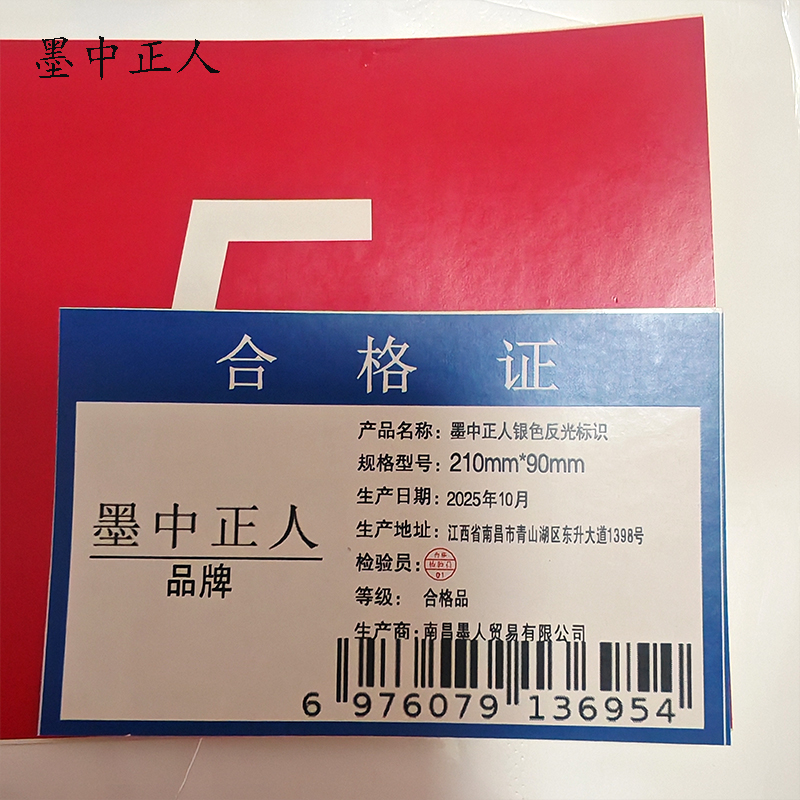 墨中正人
合格证
产品名称：墨中正人银色反光标识
规格型号：210mm*90mm
生产日期：2025年10月
生产地址：江西省南昌市青山湖区东升大道1398号
墨中正人
品牌
检验员：
01
等级：合格品
生产商：南昌墨人贸易有限公司
6 976079 136954